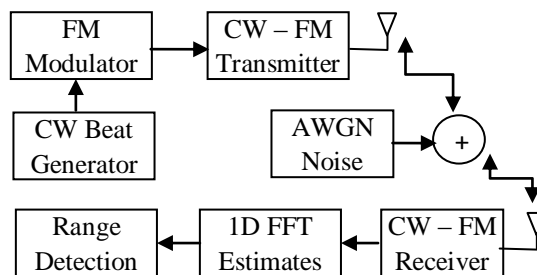 FM
Modulator
CW – FM
Transmitter
CW Beat
Generator
AWGN
Noise
+
Range
Detection
1D FFT
Estimates
CW – FM
Receiver